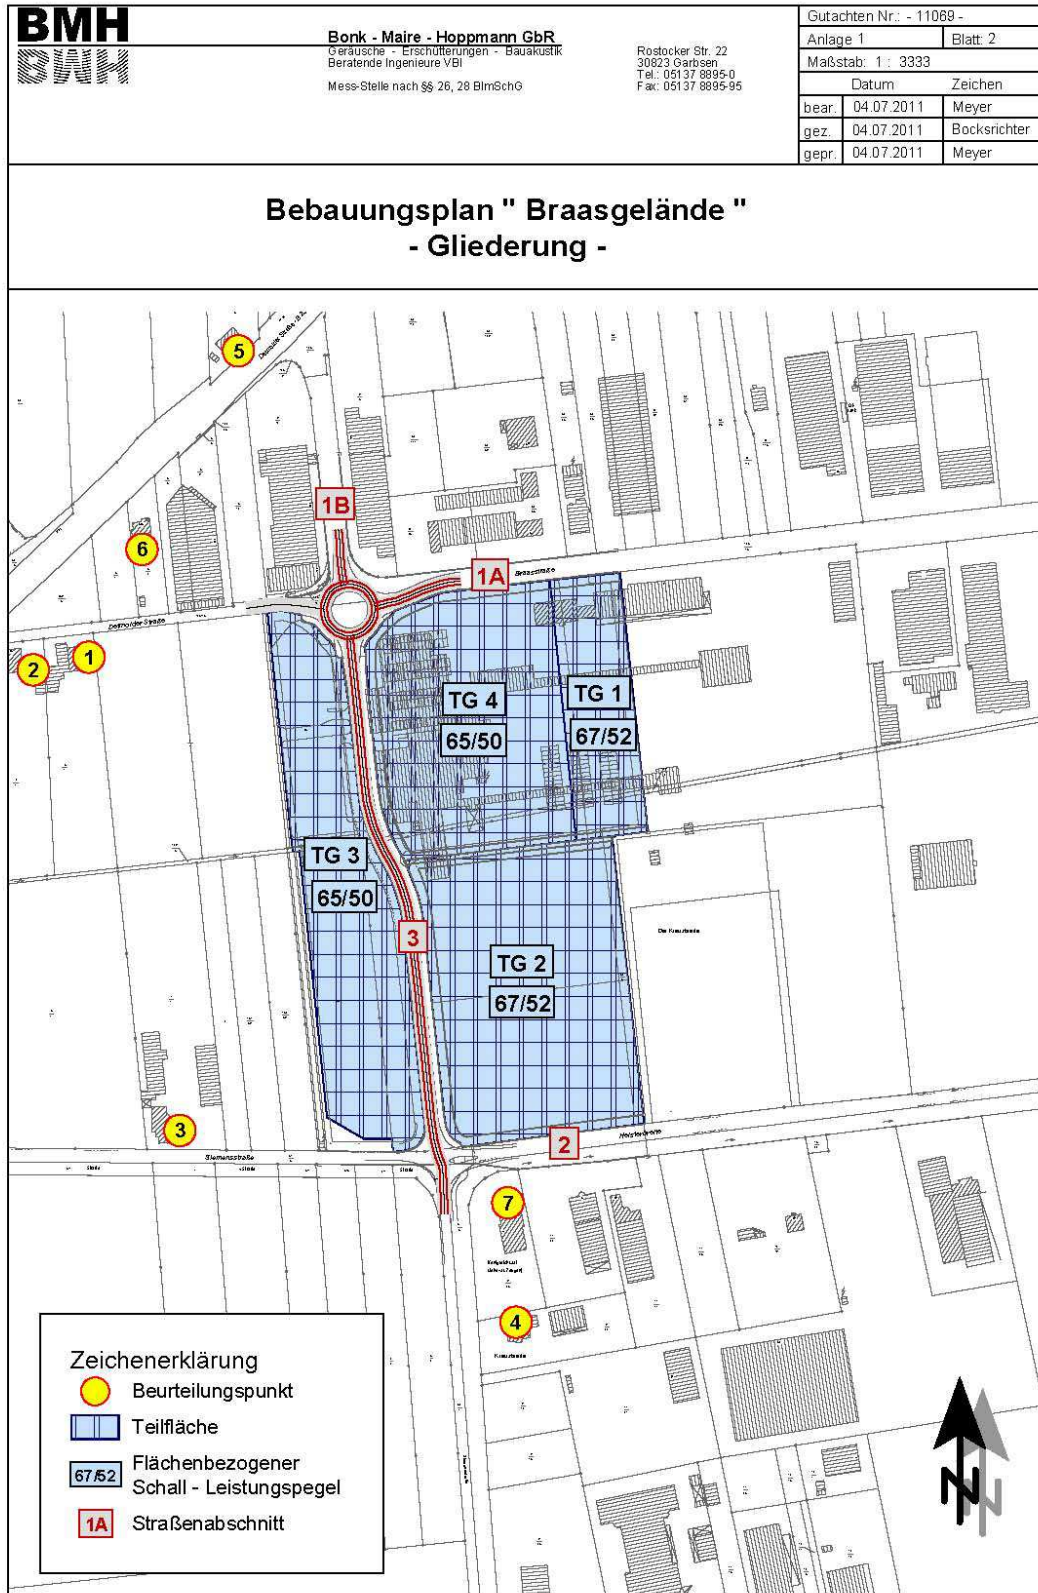 BMH
BMH
Bonk - Maire - Hoppmann GbR
Geräusche - Erschütterungen - Bauakustik
Beratende Ingenieure VBI
Mess-Stelle nach §§ 26, 28 BImSchG
Rostocker Str. 22
30823 Garbsen
Tel.: 05137 8895-0
Fax: 05137 8895-95
Gutachten Nr.: - 11069 -
Anlage 1 Blatt: 2
Maßstab: 1 : 3333
Datum Zeichen
bear. 04.07.2011 Meyer
gez. 04.07.2011 Bocksrichter
gepr. 04.07.2011 Meyer
Bebauungsplan " Braasgelände "
- Gliederung -
5
1B
6
1A
Braasstraße
Detmolder Straße
1
2
TG 4
65/50
TG 1
67/52
TG 3
65/50
3
TG 2
67/52
3
Siemensstraße
2
7
4
Zeichenerklärung
Beurteilungspunkt
Teilfläche
67/52
Flächenbezogener
Schall - Leistungspegel
1A
Straßenabschnitt
N
N